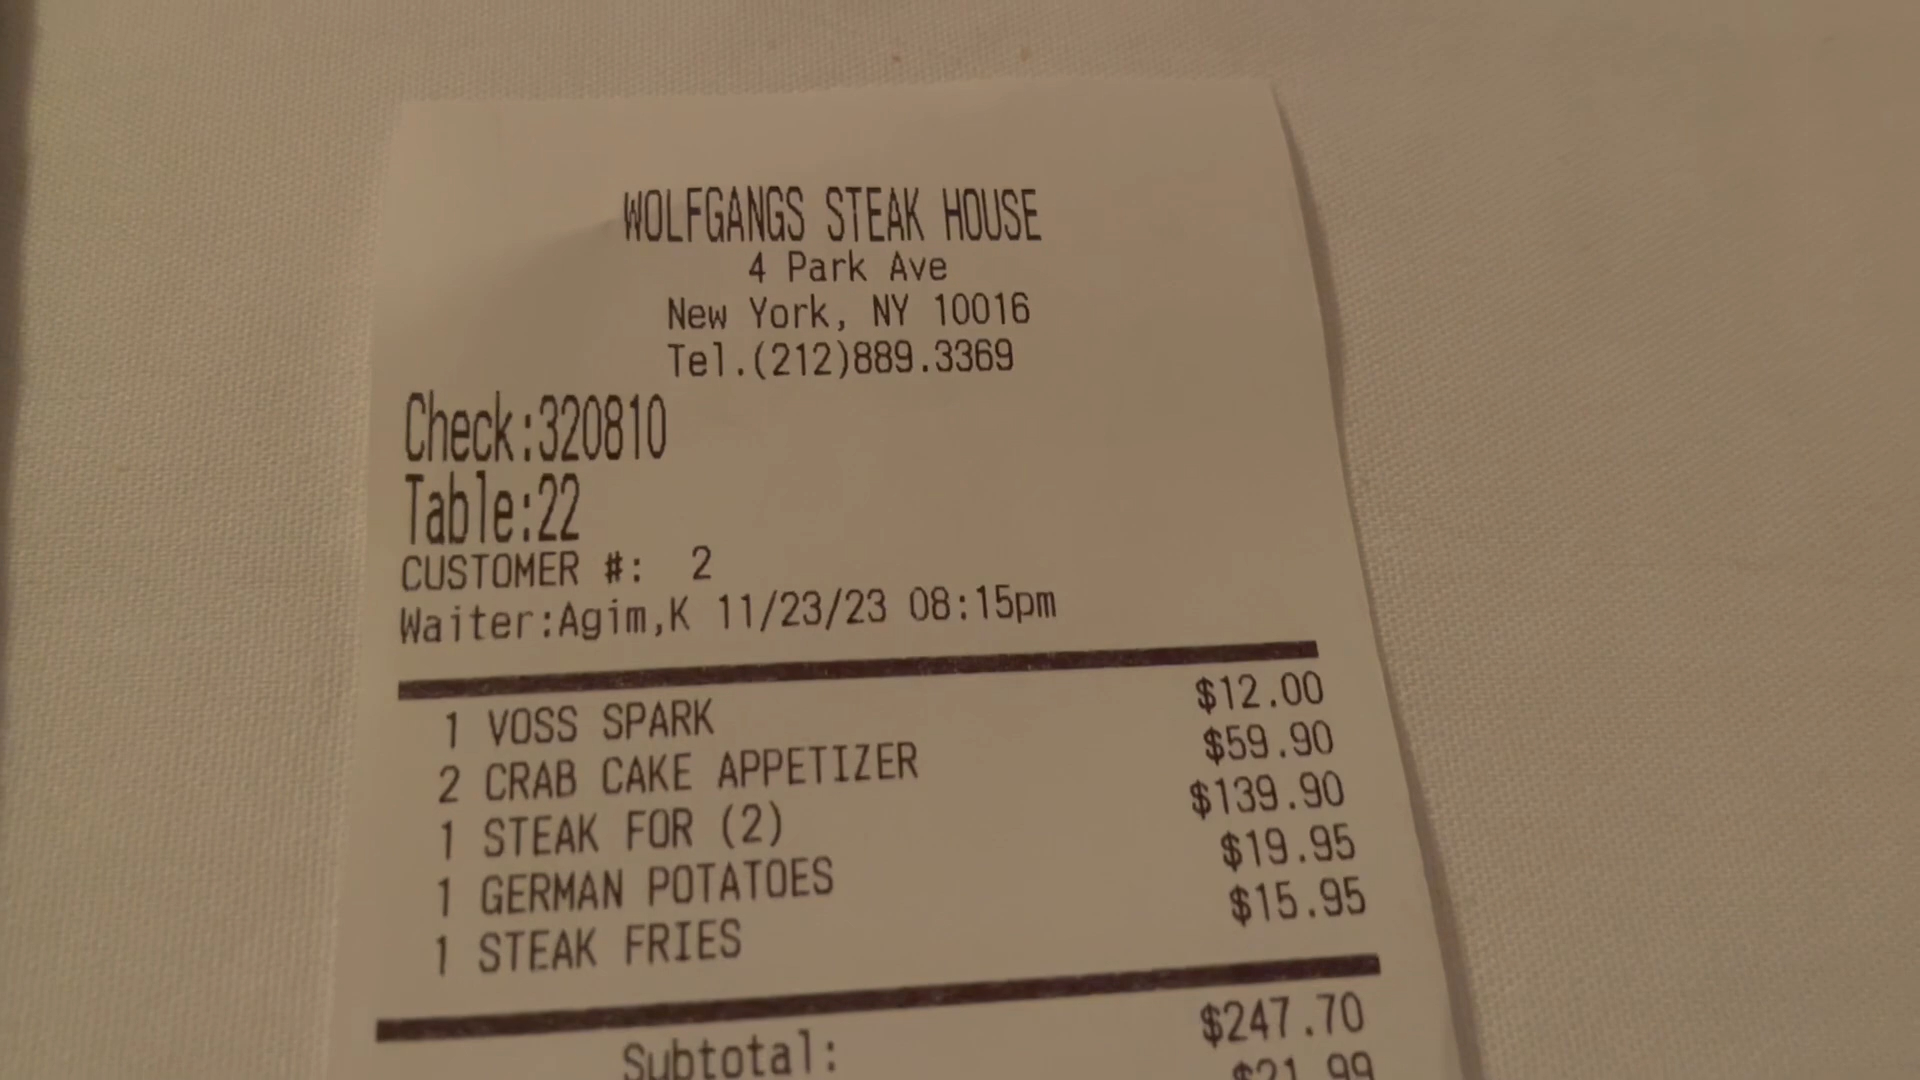 WOLFGANGS STEAK HOUSE
4 Park Ave
New York, NY 10016
Tel.(212)889.3369
Check:320810
Table:22
CUSTOMER #: 2
Waiter:Agim,K 11/23/23 08:15pm
1 VOSS SPARK $12.00
2 CRAB CAKE APPETIZER $59.90
1 STEAK FOR (2) $139.90
1 GERMAN POTATOES $19.95
1 STEAK FRIES $15.95
Subtotal: $247.70
$21.99